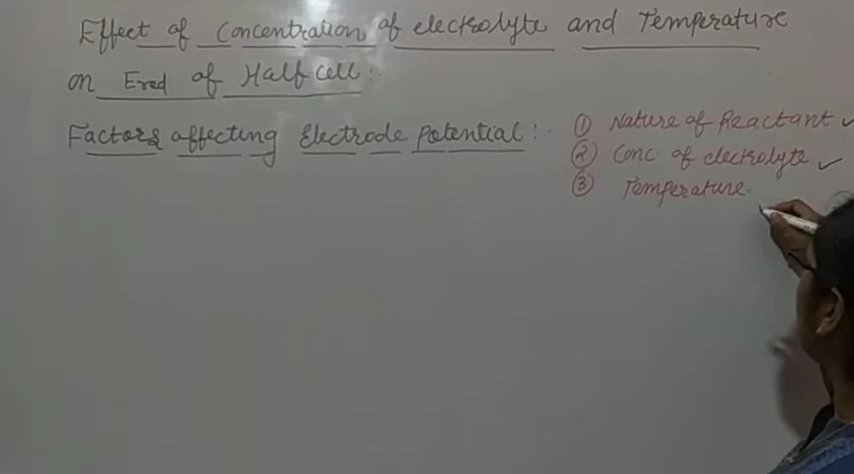 Effect of Concentration of electrolyte and Temperature
on Ered of Half cell :
Factors affecting Electrode Potential :
① Nature of Reactant ✓
② Conc. of electrolyte ✓
③ Temperature.